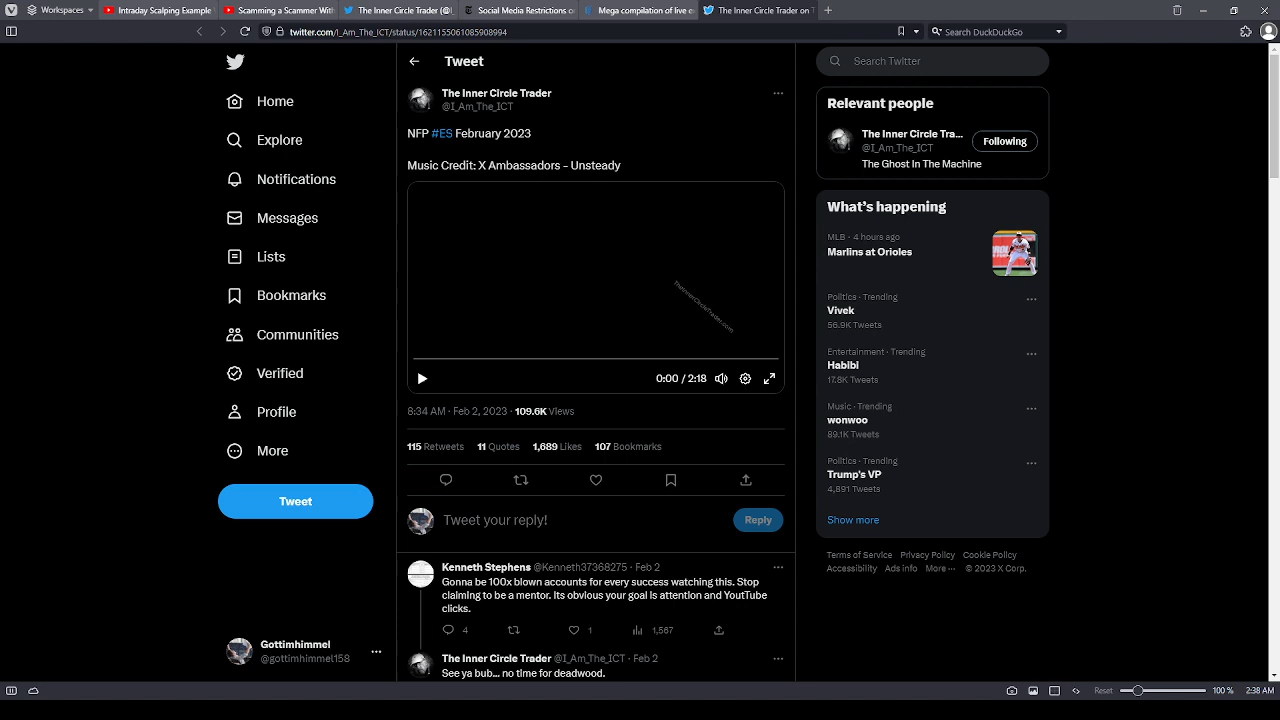 Workspaces
Intraday Scalping Example
Scamming a Scammer With
The Inner Circle Trader (@I
Social Media Restrictions o
Mega compilation of live e
The Inner Circle Trader on T
twitter.com/I_Am_The_ICT/status/1621155061085908994
Search DuckDuckGo
Home
Explore
Notifications
Messages
Lists
Bookmarks
Communities
Verified
Profile
More
Tweet
Gottimhimmel
@gottimhimmel158
Tweet
The Inner Circle Trader
@I_Am_The_ICT
NFP #ES February 2023
Music Credit: X Ambassadors - Unsteady
TheInnerCircleTrader.com
0:00 / 2:18
8:34 AM · Feb 2, 2023 · 109.6K Views
115 Retweets 11 Quotes 1,689 Likes 107 Bookmarks
Tweet your reply!
Reply
Kenneth Stephens @Kenneth37368275 · Feb 2
Gonna be 100x blown accounts for every success watching this. Stop
claiming to be a mentor. Its obvious your goal is attention and YouTube
clicks.
4 1 1,567
The Inner Circle Trader @I_Am_The_ICT · Feb 2
See ya bub... no time for deadwood.
Search Twitter
Relevant people
The Inner Circle Tra...
@I_Am_The_ICT
Following
The Ghost In The Machine
What's happening
MLB · 4 hours ago
Marlins at Orioles
Politics · Trending
Vivek
56.9K Tweets
Entertainment · Trending
Habibi
17.8K Tweets
Music · Trending
wonwoo
89.1K Tweets
Politics · Trending
Trump's VP
4,891 Tweets
Show more
Terms of Service Privacy Policy Cookie Policy
Accessibility Ads info More ··· © 2023 X Corp.
Reset 100 % 2:38 AM